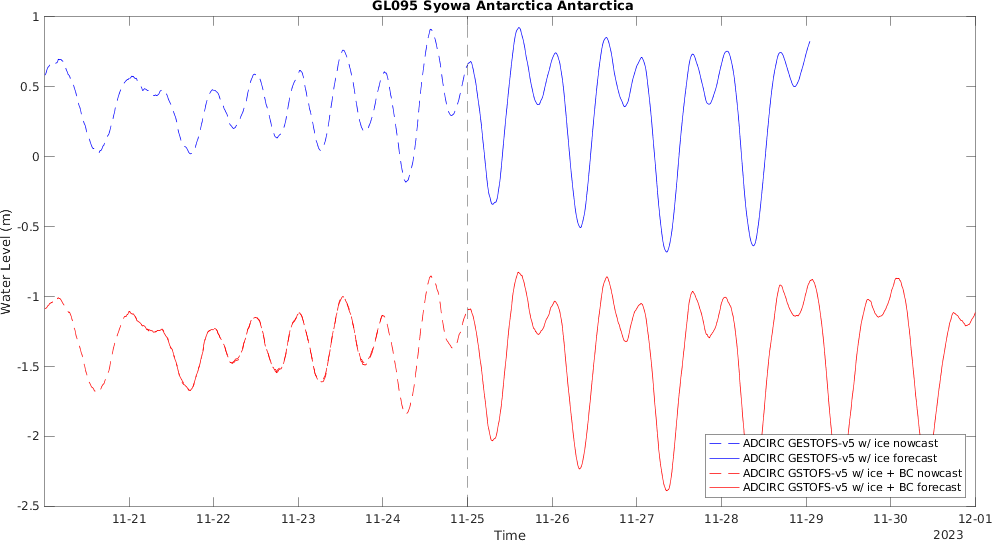 GL095 Syowa Antarctica Antarctica
1
0.5
0
-0.5
-1
-1.5
-2
-2.5
Water Level (m)
ADCIRC GESTOFS-v5 w/ ice nowcast
ADCIRC GESTOFS-v5 w/ ice forecast
ADCIRC GSTOFS-v5 w/ ice + BC nowcast
ADCIRC GSTOFS-v5 w/ ice + BC forecast
11-21 11-22 11-23 11-24 11-25 11-26 11-27 11-28 11-29 11-30 12-01
Time
2023